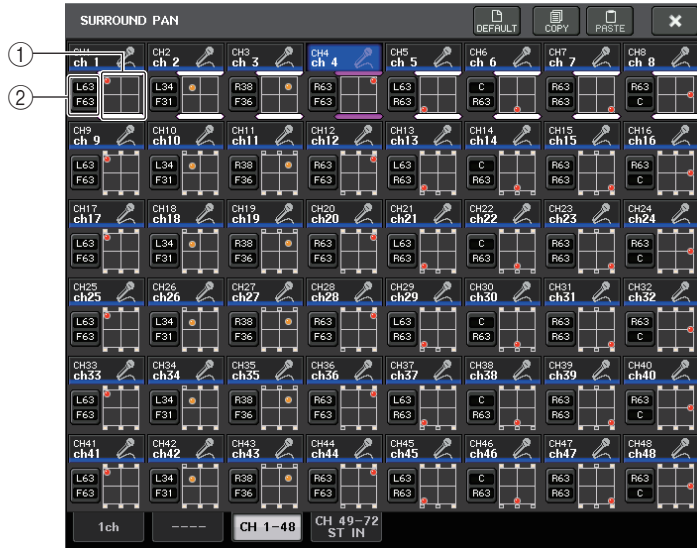 SURROUND PAN
DEFAULT COPY PASTE
①
②
CH1 CH2 CH3 CH4 CH5 CH6 CH7 CH8
ch 1 ch 2 ch 3 ch 4 ch 5 ch 6 ch 7 ch 8
L63 L34 R38 R63 L63 C R63 R63
F63 F31 F36 F63 R63 R63 R63 C
CH9 CH10 CH11 CH12 CH13 CH14 CH15 CH16
ch 9 ch10 ch11 ch12 ch13 ch14 ch15 ch16
L63 L34 R38 R63 L63 C R63 R63
F63 F31 F36 F63 R63 R63 R63 C
CH17 CH18 CH19 CH20 CH21 CH22 CH23 CH24
ch17 ch18 ch19 ch20 ch21 ch22 ch23 ch24
L63 L34 R38 R63 L63 C R63 R63
F63 F31 F36 F63 R63 R63 R63 C
CH25 CH26 CH27 CH28 CH29 CH30 CH31 CH32
ch25 ch26 ch27 ch28 ch29 ch30 ch31 ch32
L63 L34 R38 R63 L63 C R63 R63
F63 F31 F36 F63 R63 R63 R63 C
CH33 CH34 CH35 CH36 CH37 CH38 CH39 CH40
ch33 ch34 ch35 ch36 ch37 ch38 ch39 ch40
L63 L34 R38 R63 L63 C R63 R63
F63 F31 F36 F63 R63 R63 R63 C
CH41 CH42 CH43 CH44 CH45 CH46 CH47 CH48
ch41 ch42 ch43 ch44 ch45 ch46 ch47 ch48
L63 L34 R38 R63 L63 C R63 R63
F63 F31 F36 F63 R63 R63 R63 C
1ch ---- CH 1-48 CH 49-72
ST IN